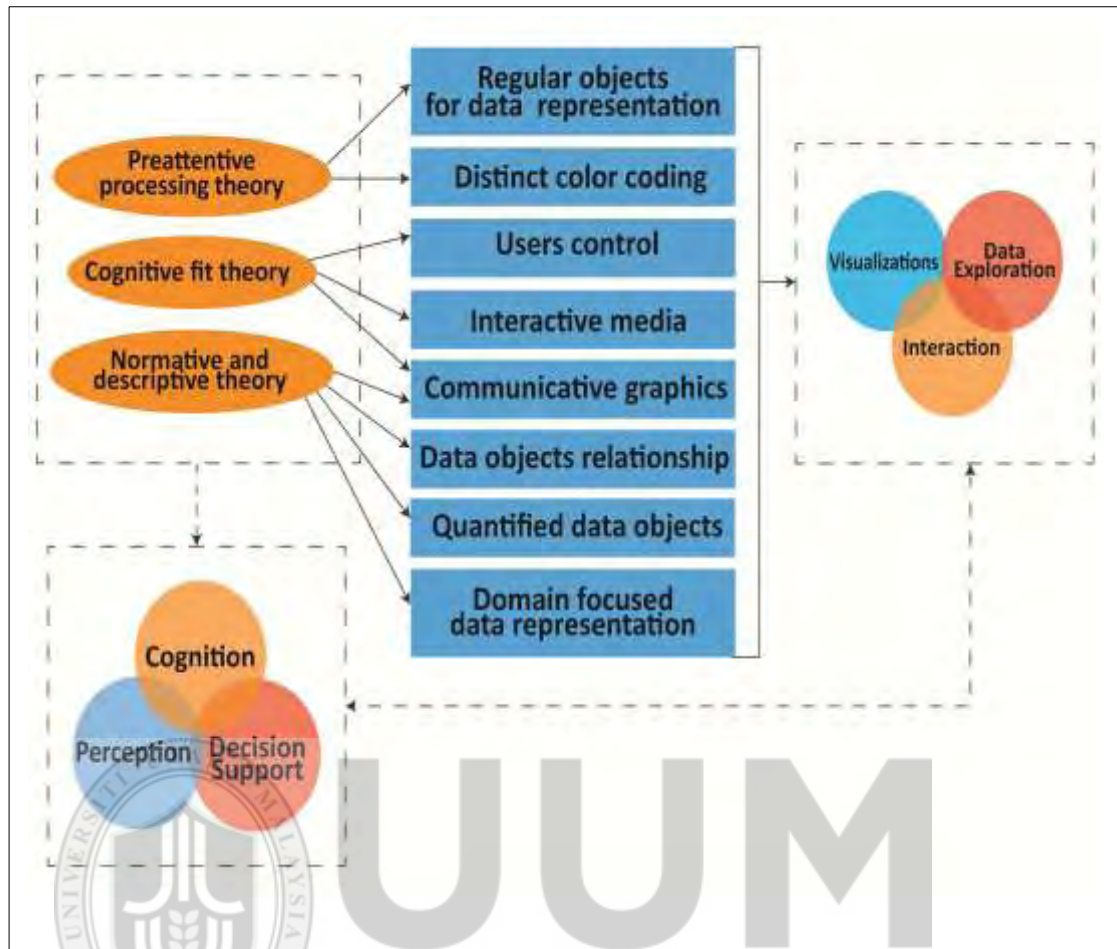 Preattentive
processing theory
Cognitive fit theory
Normative and
descriptive theory
Regular objects
for data representation
Distinct color coding
Users control
Interactive media
Communicative graphics
Data objects relationship
Quantified data objects
Domain focused
data representation
Visualizations
Data
Exploration
Interaction
Cognition
Perception
Decision
Support
UUM